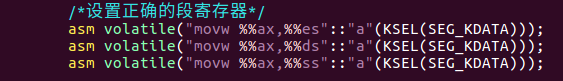 /*设置正确的段寄存器*/
asm volatile("movw %%ax,%%es"::"a"(KSEL(SEG_KDATA)));
asm volatile("movw %%ax,%%ds"::"a"(KSEL(SEG_KDATA)));
asm volatile("movw %%ax,%%ss"::"a"(KSEL(SEG_KDATA)));